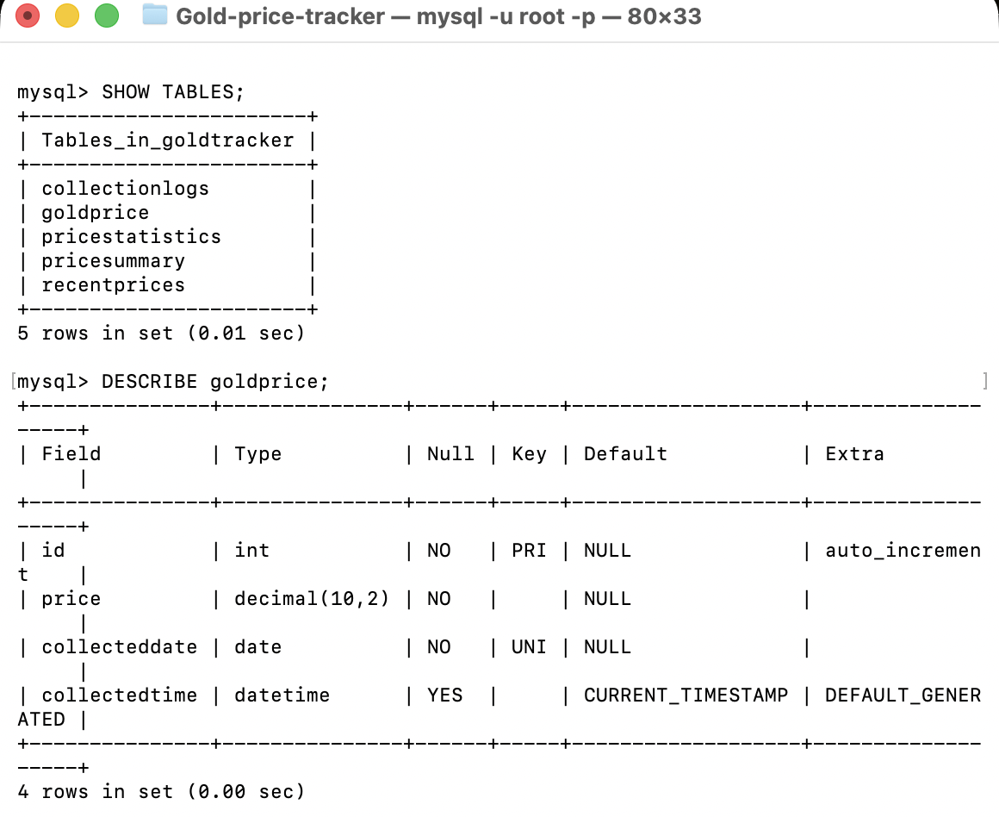 Gold-price-tracker — mysql -u root -p — 80×33
mysql> SHOW TABLES;
+-----------------------+
| Tables_in_goldtracker |
+-----------------------+
| collectionlogs        |
| goldprice             |
| pricestatistics       |
| pricesummary          |
| recentprices          |
+-----------------------+
5 rows in set (0.01 sec)
[mysql> DESCRIBE goldprice;                                                     ]
+---------------+---------------+------+-----+-------------------+--------------
-----+
| Field         | Type          | Null | Key | Default           | Extra
     |
+---------------+---------------+------+-----+-------------------+--------------
-----+
| id            | int           | NO   | PRI | NULL              | auto_incremen
t    |
| price         | decimal(10,2) | NO   |     | NULL              |
     |
| collecteddate | date          | NO   | UNI | NULL              |
     |
| collectedtime | datetime      | YES  |     | CURRENT_TIMESTAMP | DEFAULT_GENER
ATED |
+---------------+---------------+------+-----+-------------------+--------------
-----+
4 rows in set (0.00 sec)